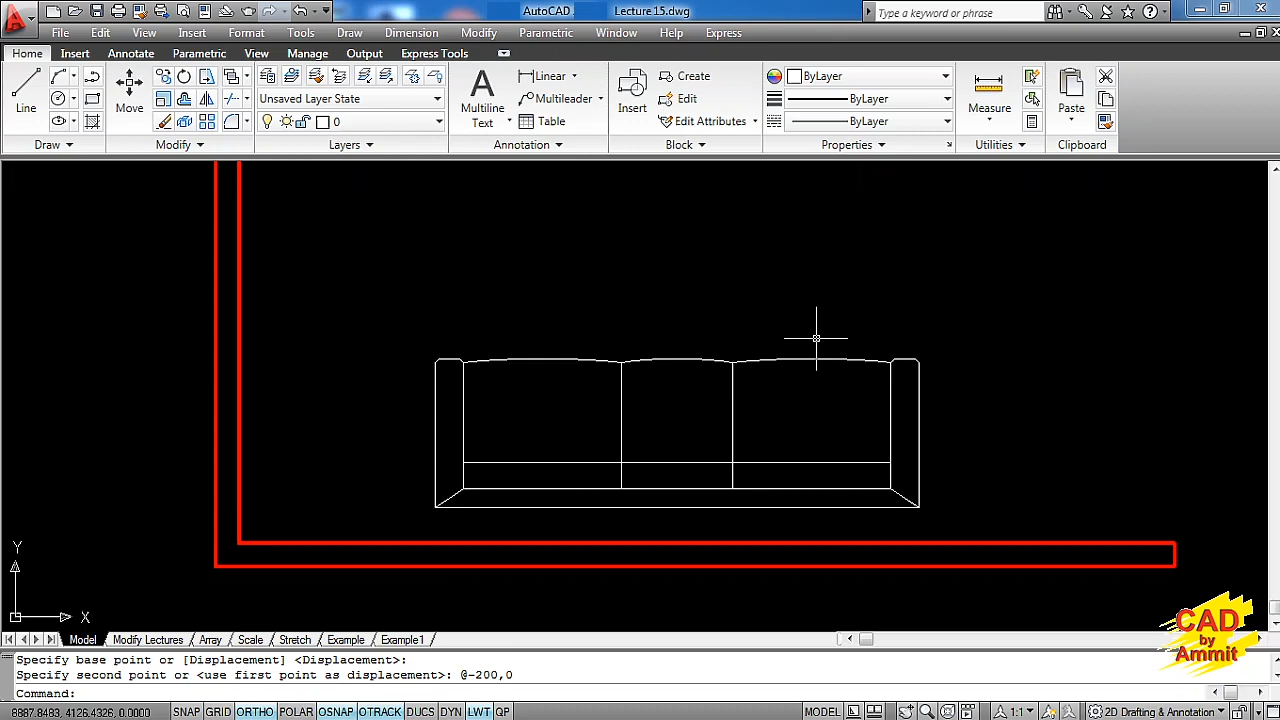 AutoCAD Lecture 15.dwg Type a keyword or phrase
File Edit View Insert Format Tools Draw Dimension Modify Parametric Window Help Express
Home Insert Annotate Parametric View Manage Output Express Tools
Linear ByLayer
Create
Unsaved Layer State Multileader Edit ByLayer
Line Move Multiline Text Insert Measure Paste
0 Table Edit Attributes ByLayer
Draw Modify Layers Annotation Block Properties Utilities Clipboard
Y
X
CAD
by
Ammit
Model Modify Lectures Array Scale Stretch Example Example1
Specify base point or [Displacement] <Displacement>:
Specify second point or <use first point as displacement>: @-200,0
Command:
8887.8483, 4126.4326, 0.0000 SNAP GRID ORTHO POLAR OSNAP OTRACK DUCS DYN LWT QP MODEL 1:1 2D Drafting & Annotation